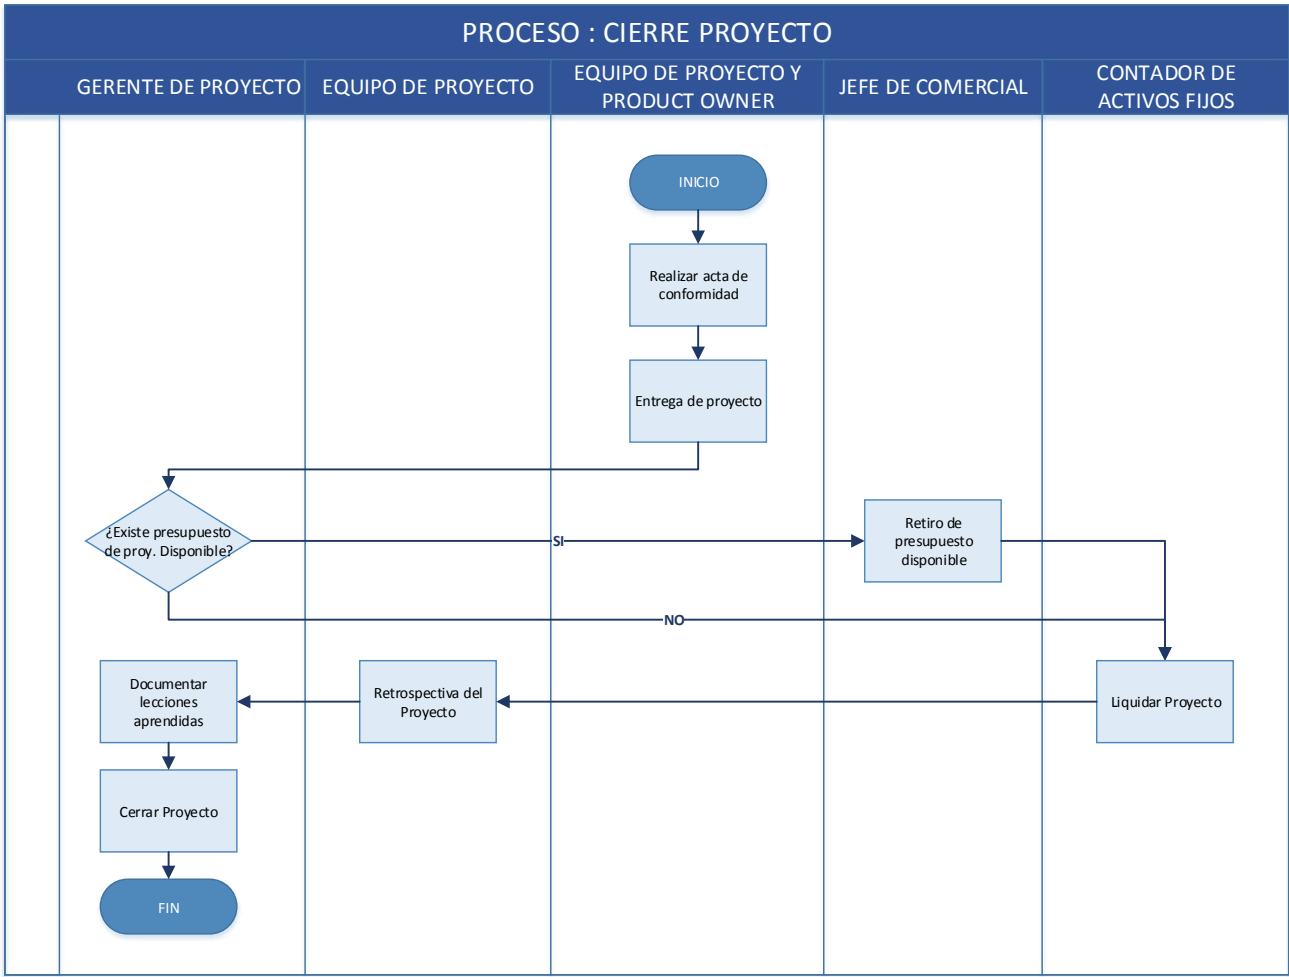 PROCESO : CIERRE PROYECTO
GERENTE DE PROYECTO
EQUIPO DE PROYECTO
EQUIPO DE PROYECTO Y
PRODUCT OWNER
JEFE DE COMERCIAL
CONTADOR DE
ACTIVOS FIJOS
INICIO
Realizar acta de
conformidad
Entrega de proyecto
¿Existe presupuesto
de proy. Disponible?
SI
Retiro de
presupuesto
disponible
NO
Documentar
lecciones
aprendidas
Retrospectiva del
Proyecto
Liquidar Proyecto
Cerrar Proyecto
FIN